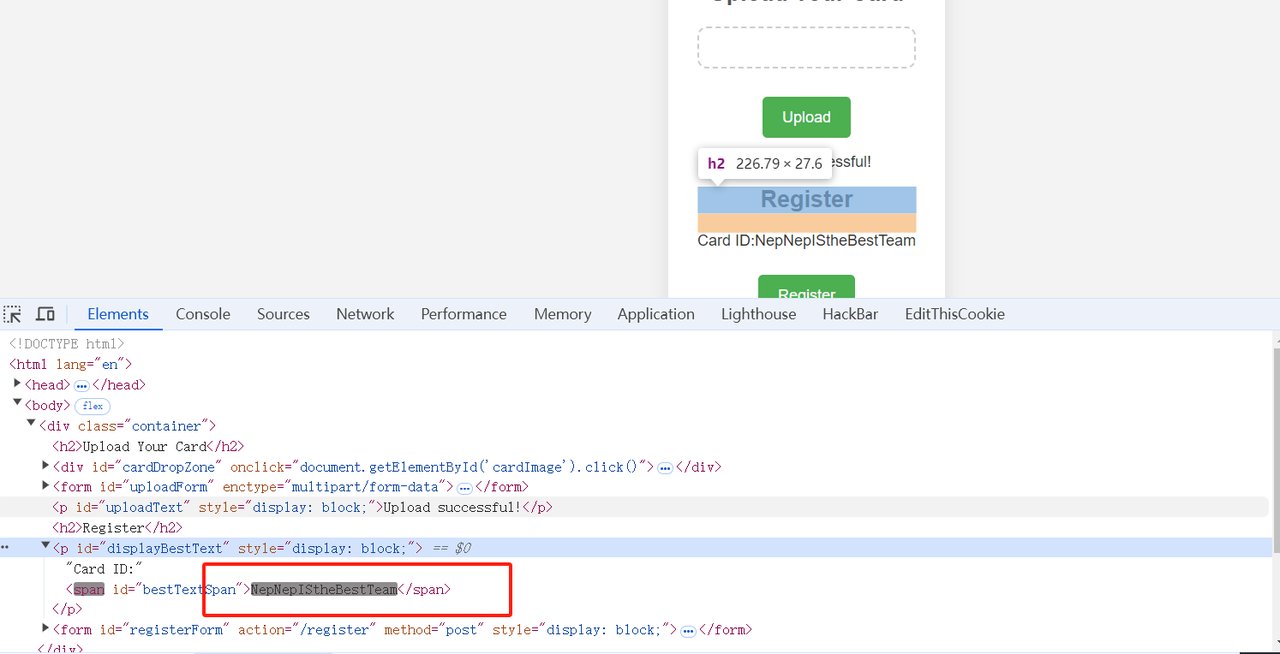 Upload Your Card
Upload
h2 226.79 × 27.6
essful!
Register
Card ID:NepNepIStheBestTeam
Register
Elements Console Sources Network Performance Memory Application Lighthouse HackBar EditThisCookie
<!DOCTYPE html>
<html lang="en">
<head> ⋯ </head>
<body> flex
<div class="container">
<h2>Upload Your Card</h2>
<div id="cardDropZone" onclick="document.getElementById('cardImage').click()"> ⋯ </div>
<form id="uploadForm" enctype="multipart/form-data"> ⋯ </form>
<p id="uploadText" style="display: block;">Upload successful!</p>
<h2>Register</h2>
<p id="displayBestText" style="display: block;"> == $0
"Card ID:"
<span id="bestTextSpan">NepNepIStheBestTeam</span>
</p>
<form id="registerForm" action="/register" method="post" style="display: block;"> ⋯ </form>
</div>